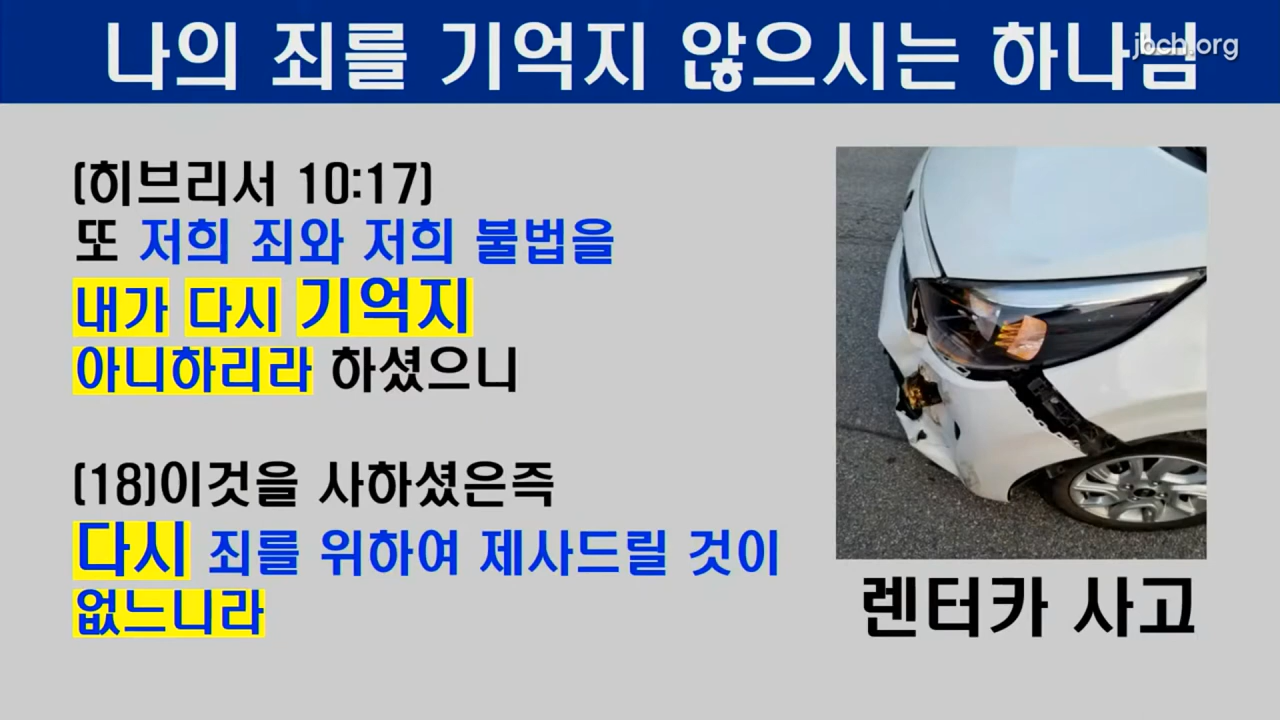 나의 죄를 기억지 않으시는 하나님
jbch.org
(히브리서 10:17)
또 저희 죄와 저희 불법을
내가 다시 기억지
아니하리라 하셨으니
(18)이것을 사하셨은즉
다시 죄를 위하여 제사드릴 것이
없느니라
렌터카 사고